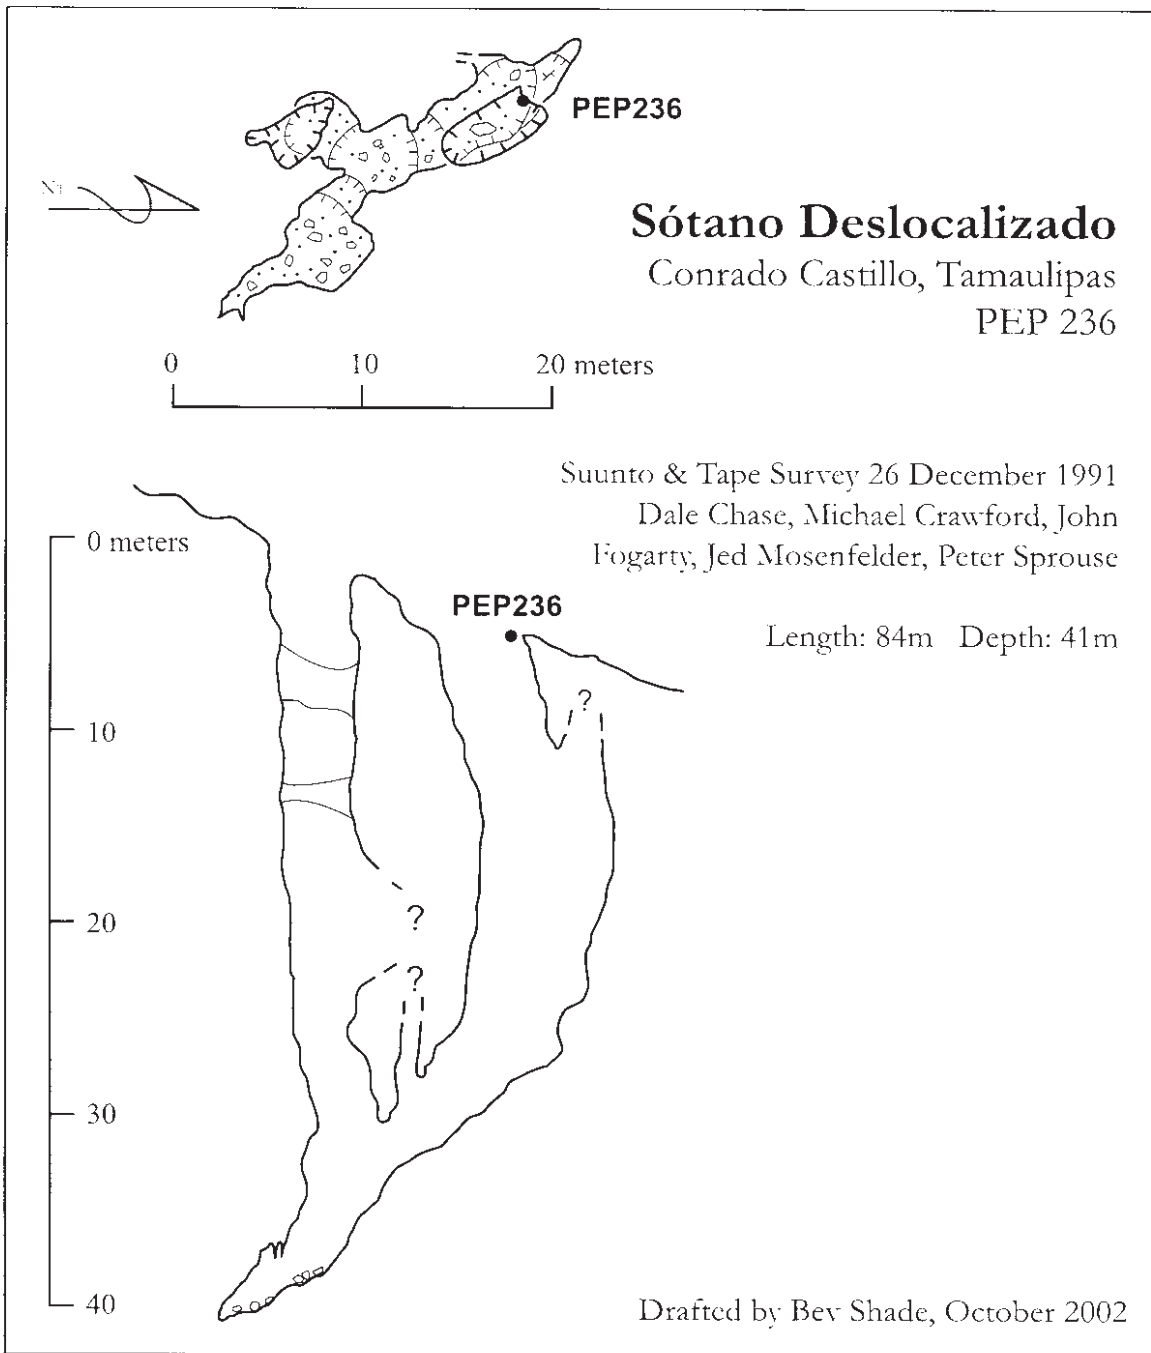 PEP236
N
Sótano Deslocalizado
Conrado Castillo, Tamaulipas
PEP 236
0 10 20 meters
Suunto & Tape Survey 26 December 1991
Dale Chase, Michael Crawford, John
Fogarty, Jed Mosenfelder, Peter Sprouse
Length: 84m Depth: 41m
0 meters
PEP236
?
10
20
?
?
30
40
Drafted by Bev Shade, October 2002